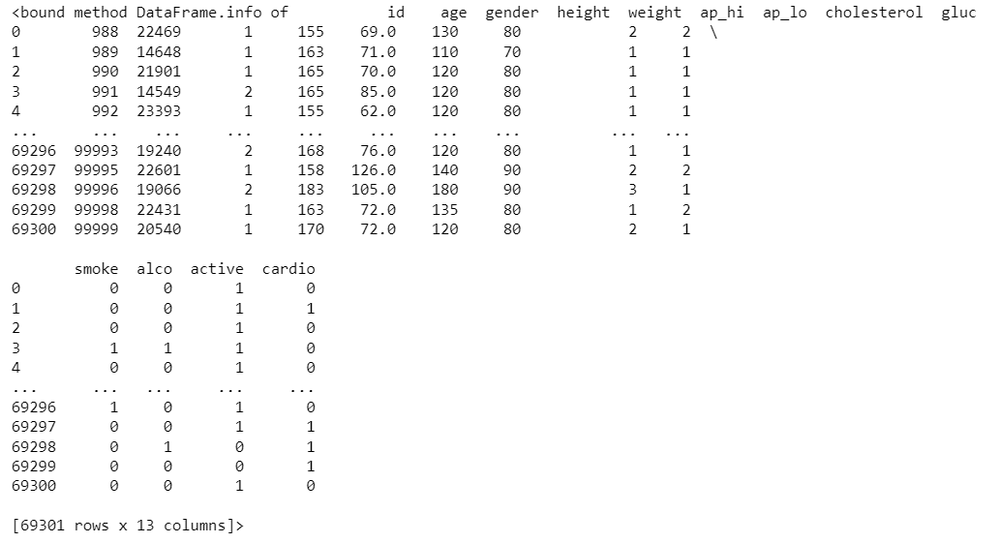 <bound method DataFrame.info of           id    age  gender  height  weight  ap_hi  ap_lo  cholesterol  gluc
0        988  22469       1     155    69.0    130     80            2     2  \
1        989  14648       1     163    71.0    110     70            1     1
2        990  21901       1     165    70.0    120     80            1     1
3        991  14549       2     165    85.0    120     80            1     1
4        992  23393       1     155    62.0    120     80            1     1
...      ...    ...     ...     ...     ...    ...    ...          ...   ...
69296  99993  19240       2     168    76.0    120     80            1     1
69297  99995  22601       1     158   126.0    140     90            2     2
69298  99996  19066       2     183   105.0    180     90            3     1
69299  99998  22431       1     163    72.0    135     80            1     2
69300  99999  20540       1     170    72.0    120     80            2     1

       smoke  alco  active  cardio
0          0     0       1       0
1          0     0       1       1
2          0     0       1       0
3          1     1       1       0
4          0     0       1       0
...      ...   ...     ...     ...
69296      1     0       1       0
69297      0     0       1       1
69298      0     1       0       1
69299      0     0       0       1
69300      0     0       1       0

[69301 rows x 13 columns]>